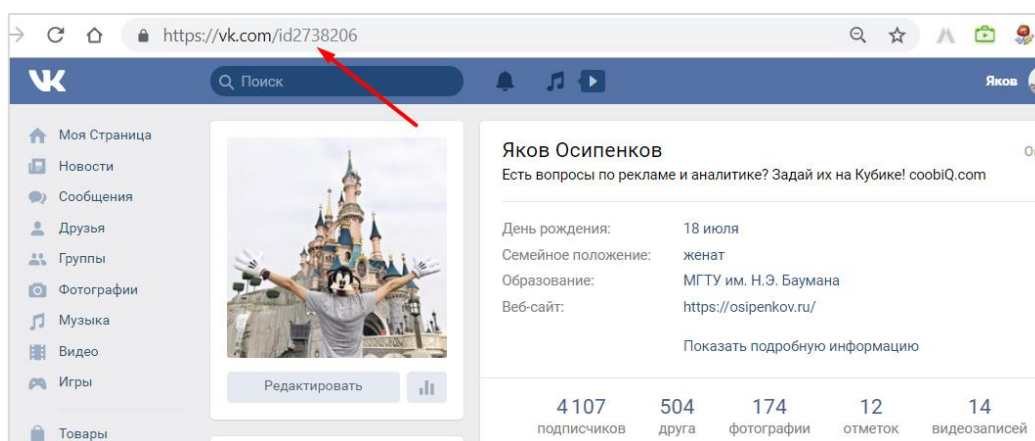 https://vk.com/id2738206
Поиск
Яков
Моя Страница
Новости
Сообщения
Друзья
Группы
Фотографии
Музыка
Видео
Игры
Товары
Редактировать
Яков Осипенков
Есть вопросы по рекламе и аналитике? Задай их на Кубике! coobiQ.com
День рождения: 18 июля
Семейное положение: женат
Образование: МГТУ им. Н.Э. Баумана
Веб-сайт: https://osipenkov.ru/
Показать подробную информацию
4 107 504 174 12 14
подписчиков друга фотографии отметок видеозаписей